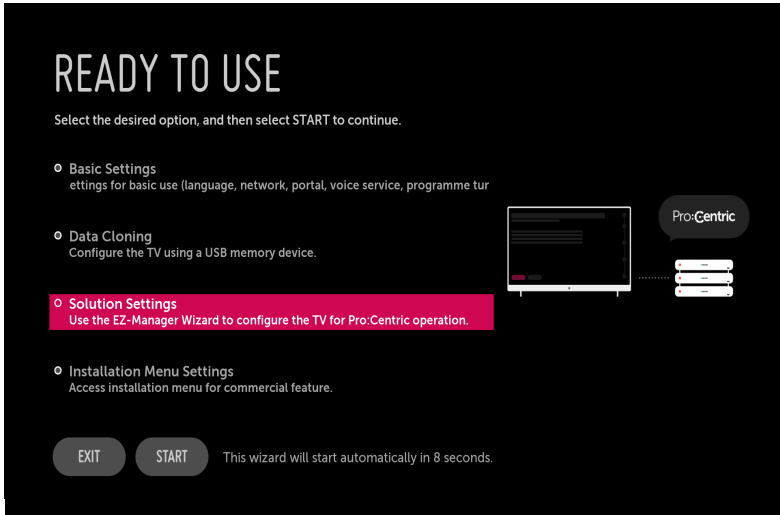 READY TO USE
Select the desired option, and then select START to continue.
Basic Settings
ettings for basic use (language, network, portal, voice service, programme tur
Data Cloning
Configure the TV using a USB memory device.
Solution Settings
Use the EZ-Manager Wizard to configure the TV for Pro:Centric operation.
Pro:Centric
Installation Menu Settings
Access installation menu for commercial feature.
EXIT
START
This wizard will start automatically in 8 seconds.